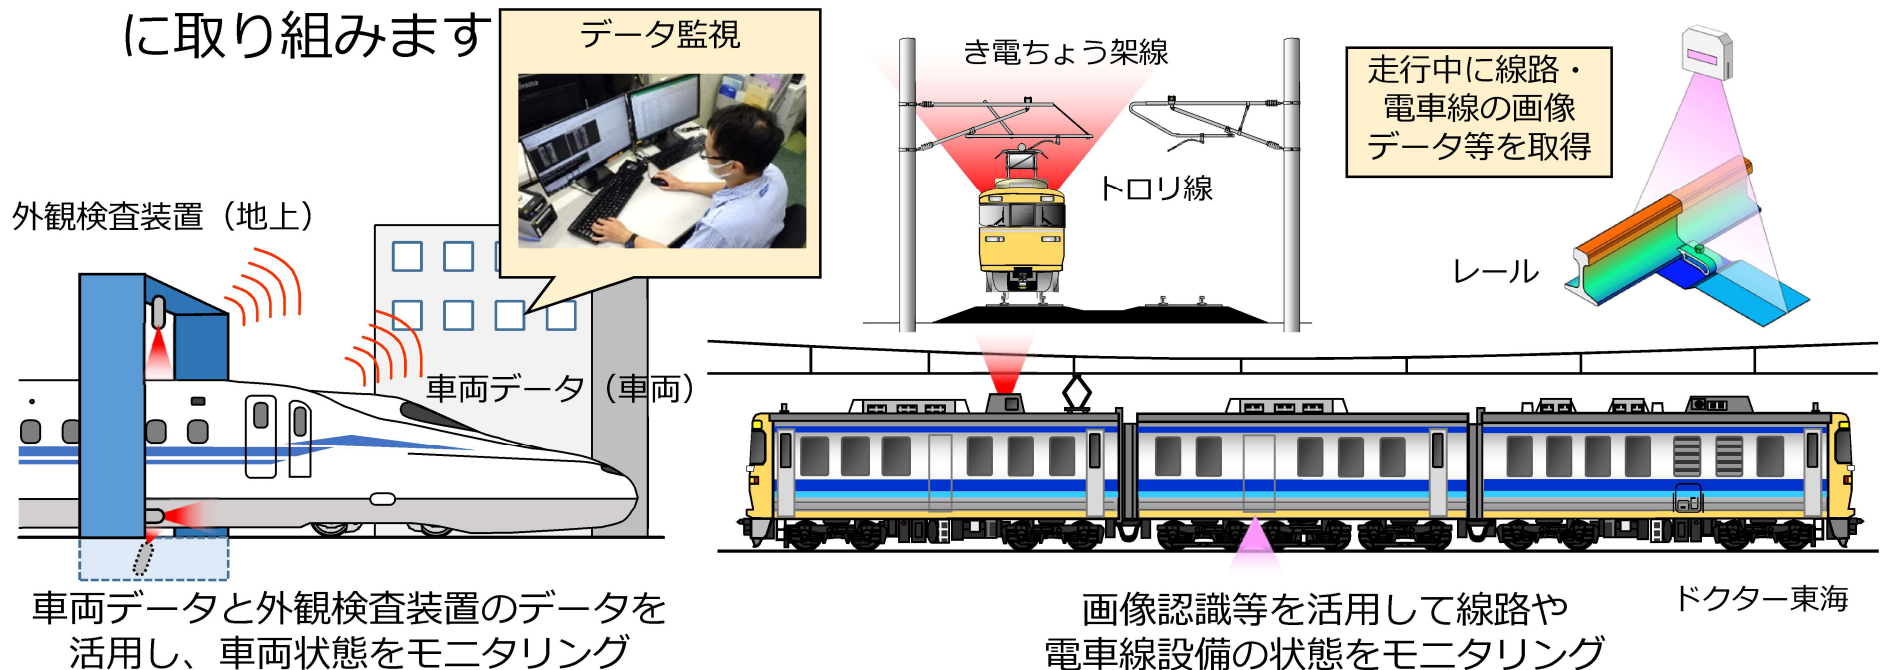 に取り組みます
データ監視
き電ちょう架線
走行中に線路・
電車線の画像
データ等を取得
トロリ線
外観検査装置（地上）
レール
車両データ（車両）
車両データと外観検査装置のデータを
活用し、車両状態をモニタリング
画像認識等を活用して線路や
電車線設備の状態をモニタリング
ドクター東海